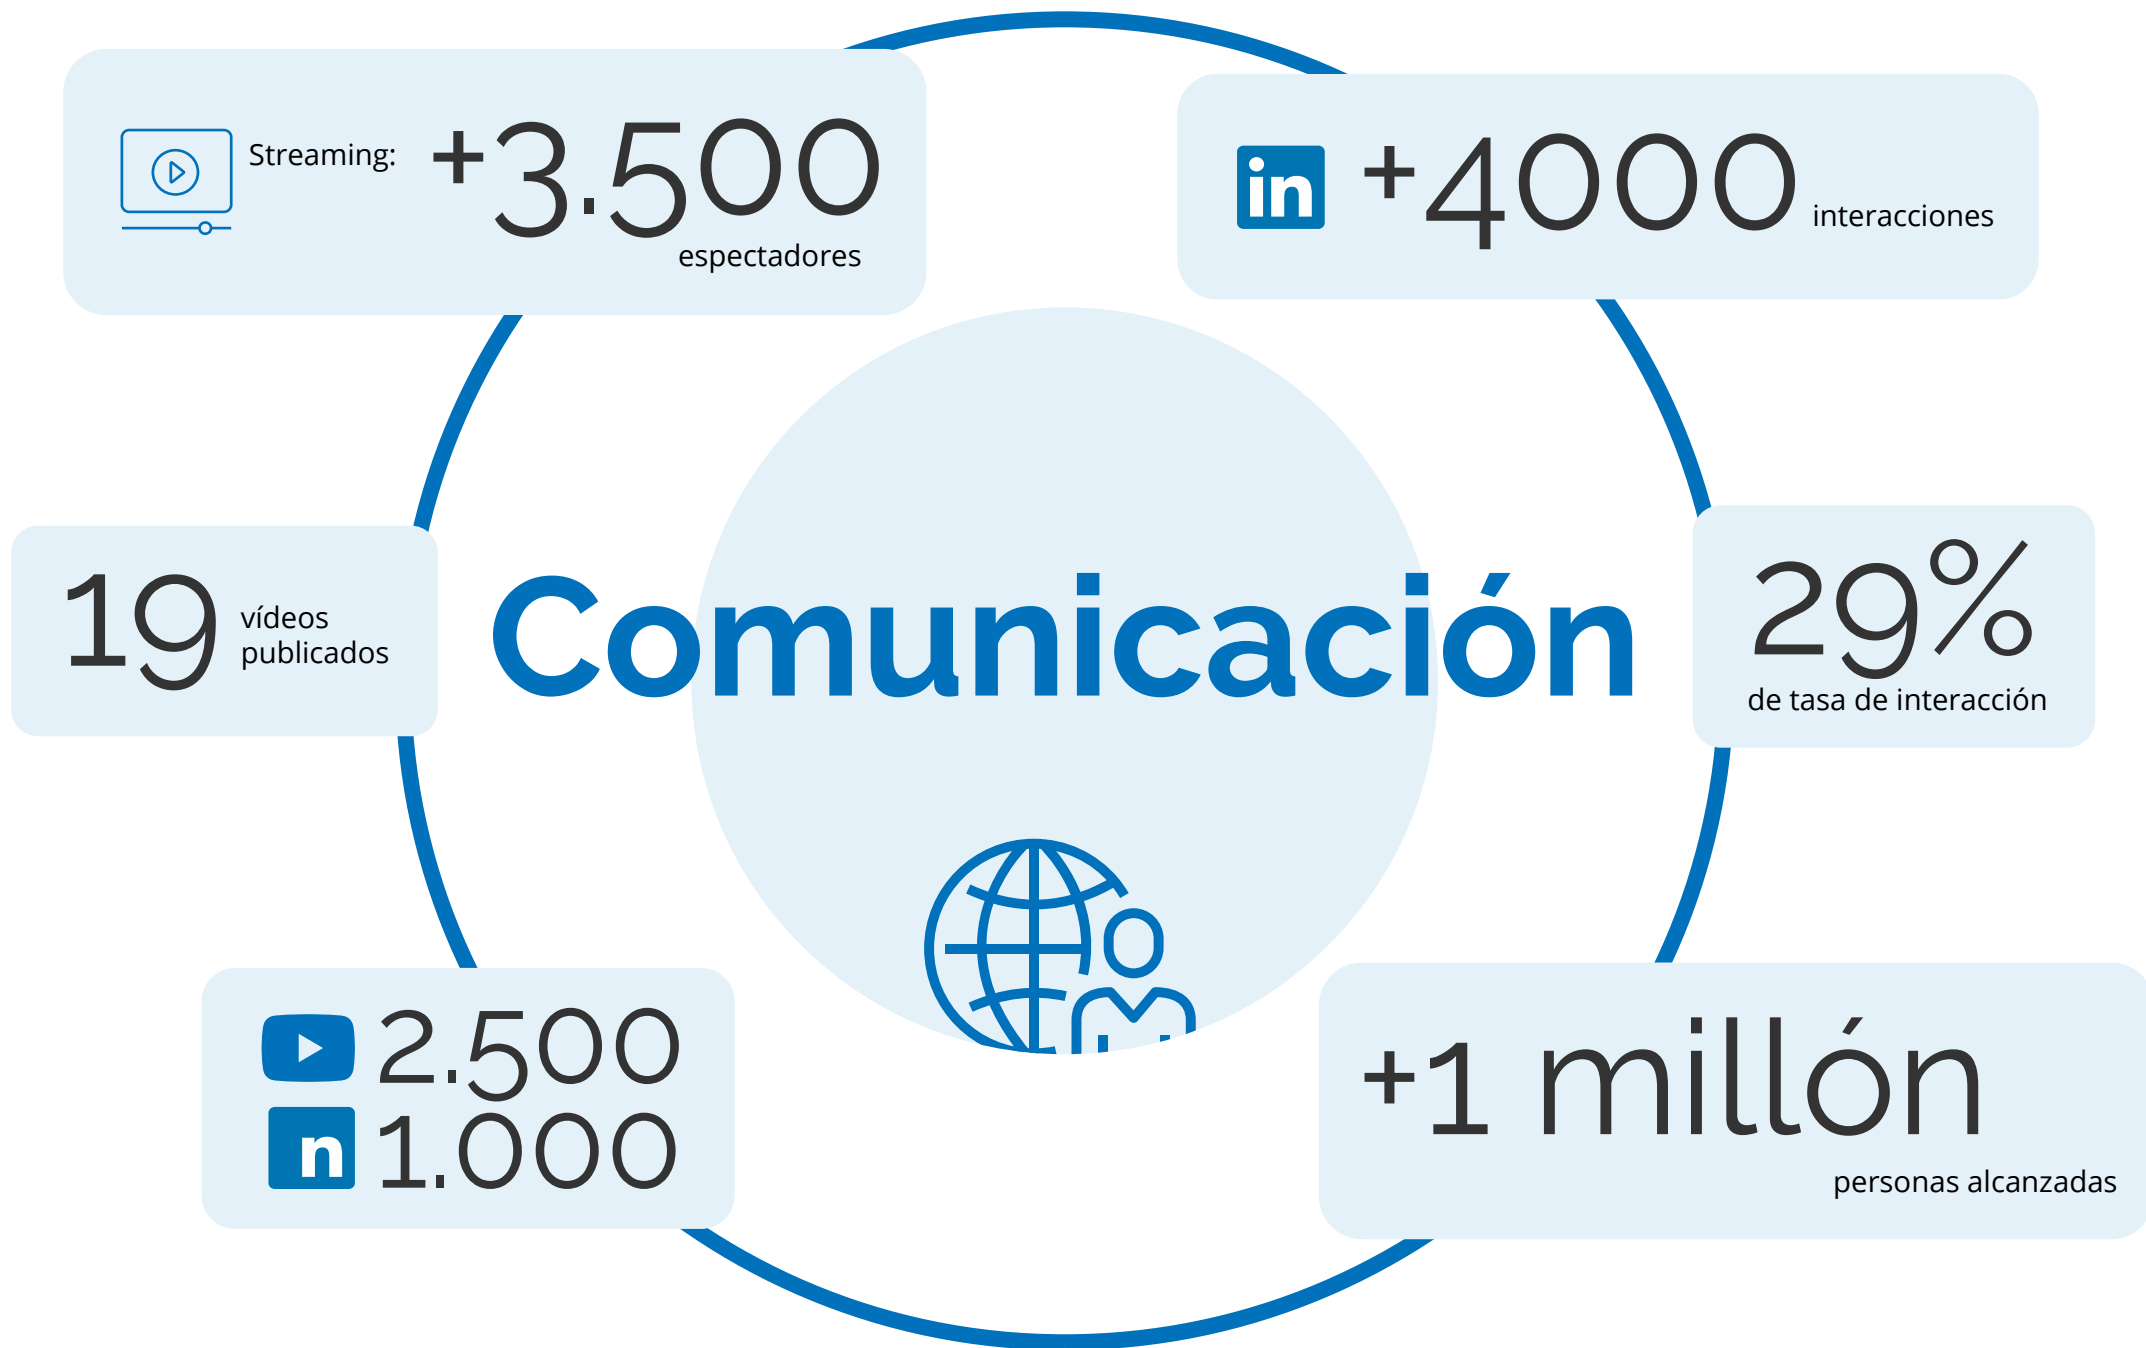 Streaming: +3.500
espectadores
in +4000 interacciones
19 vídeos
publicados
Comunicación
29%
de tasa de interacción
2.500
n 1.000
+1 millón
personas alcanzadas